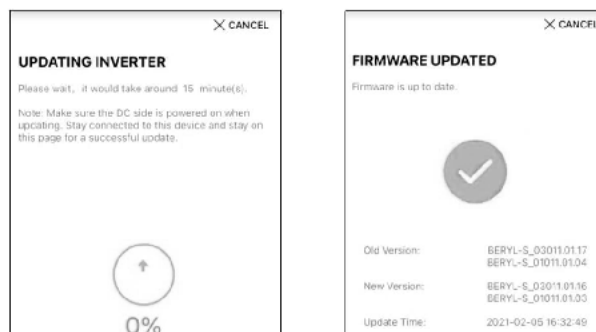 CANCEL
UPDATING INVERTER
Please wait, it would take around 15 minute(s).
Note: Make sure the DC side is powered on when
updating. Stay connected to this device and stay on
this page for a successful update.
0%
CANCEL
FIRMWARE UPDATED
Firmware is up to date.
Old Version: BERYL-S_03011.01.17
BERYL-S_01011.01.04
New Version: BERYL-S_03011.01.16
BERYL-S_01011.01.03
Update Time: 2021-02-05 16:32:49